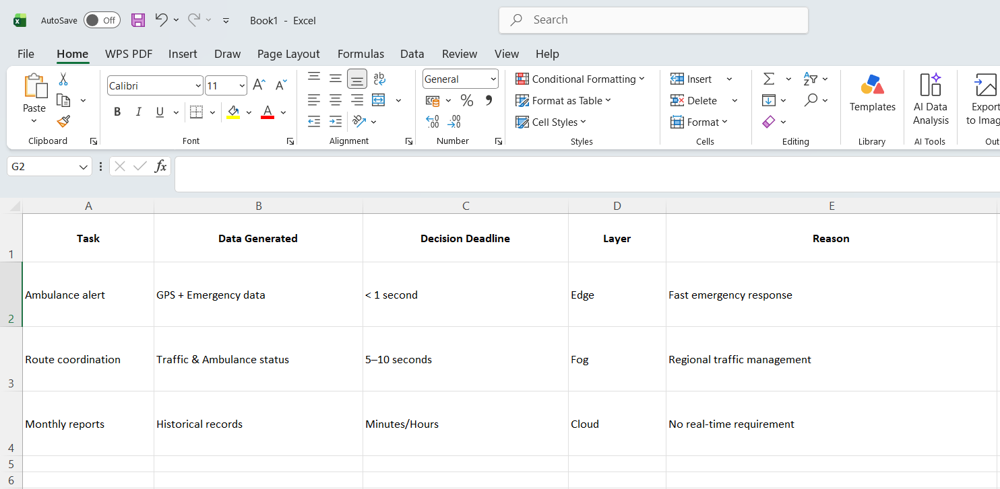 AutoSave Off Book1 - Excel Search
File Home WPS PDF Insert Draw Page Layout Formulas Data Review View Help
Paste
Calibri 11
B I U A
ab
General
% 9
Conditional Formatting
Format as Table
Cell Styles
Insert
Delete
Format
Templates
AI Data
Analysis
Export
to Imag
Clipboard Font Alignment Number Styles Cells Editing Library AI Tools Out
G2 fx
A B C D E
1 Task Data Generated Decision Deadline Layer Reason
2 Ambulance alert GPS + Emergency data < 1 second Edge Fast emergency response
3 Route coordination Traffic & Ambulance status 5–10 seconds Fog Regional traffic management
4 Monthly reports Historical records Minutes/Hours Cloud No real-time requirement
5
6